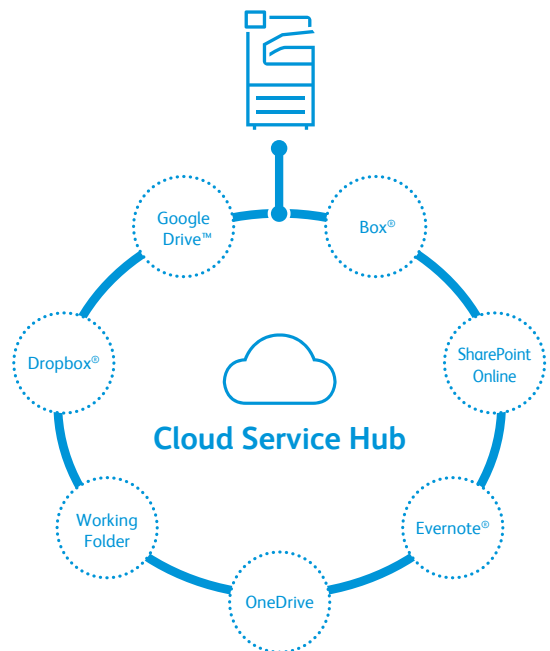 Google
Drive™
Box®
Dropbox®
SharePoint
Online
Cloud Service Hub
Working
Folder
Evernote®
OneDrive